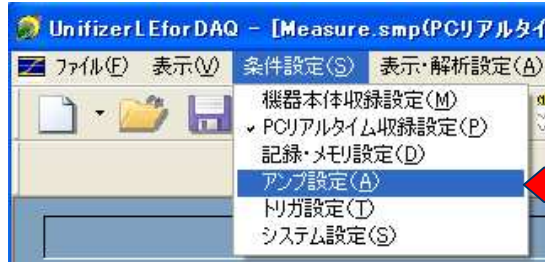 UnifizerLEforDAQ - [Measure.smp(PCリアルタイ
ファイル(F) 表示(V) 条件設定(S) 表示・解析設定(A)
機器本体収録設定(M)
PCリアルタイム収録設定(P)
記録・メモリ設定(D)
アンプ設定(A)
トリガ設定(T)
システム設定(S)